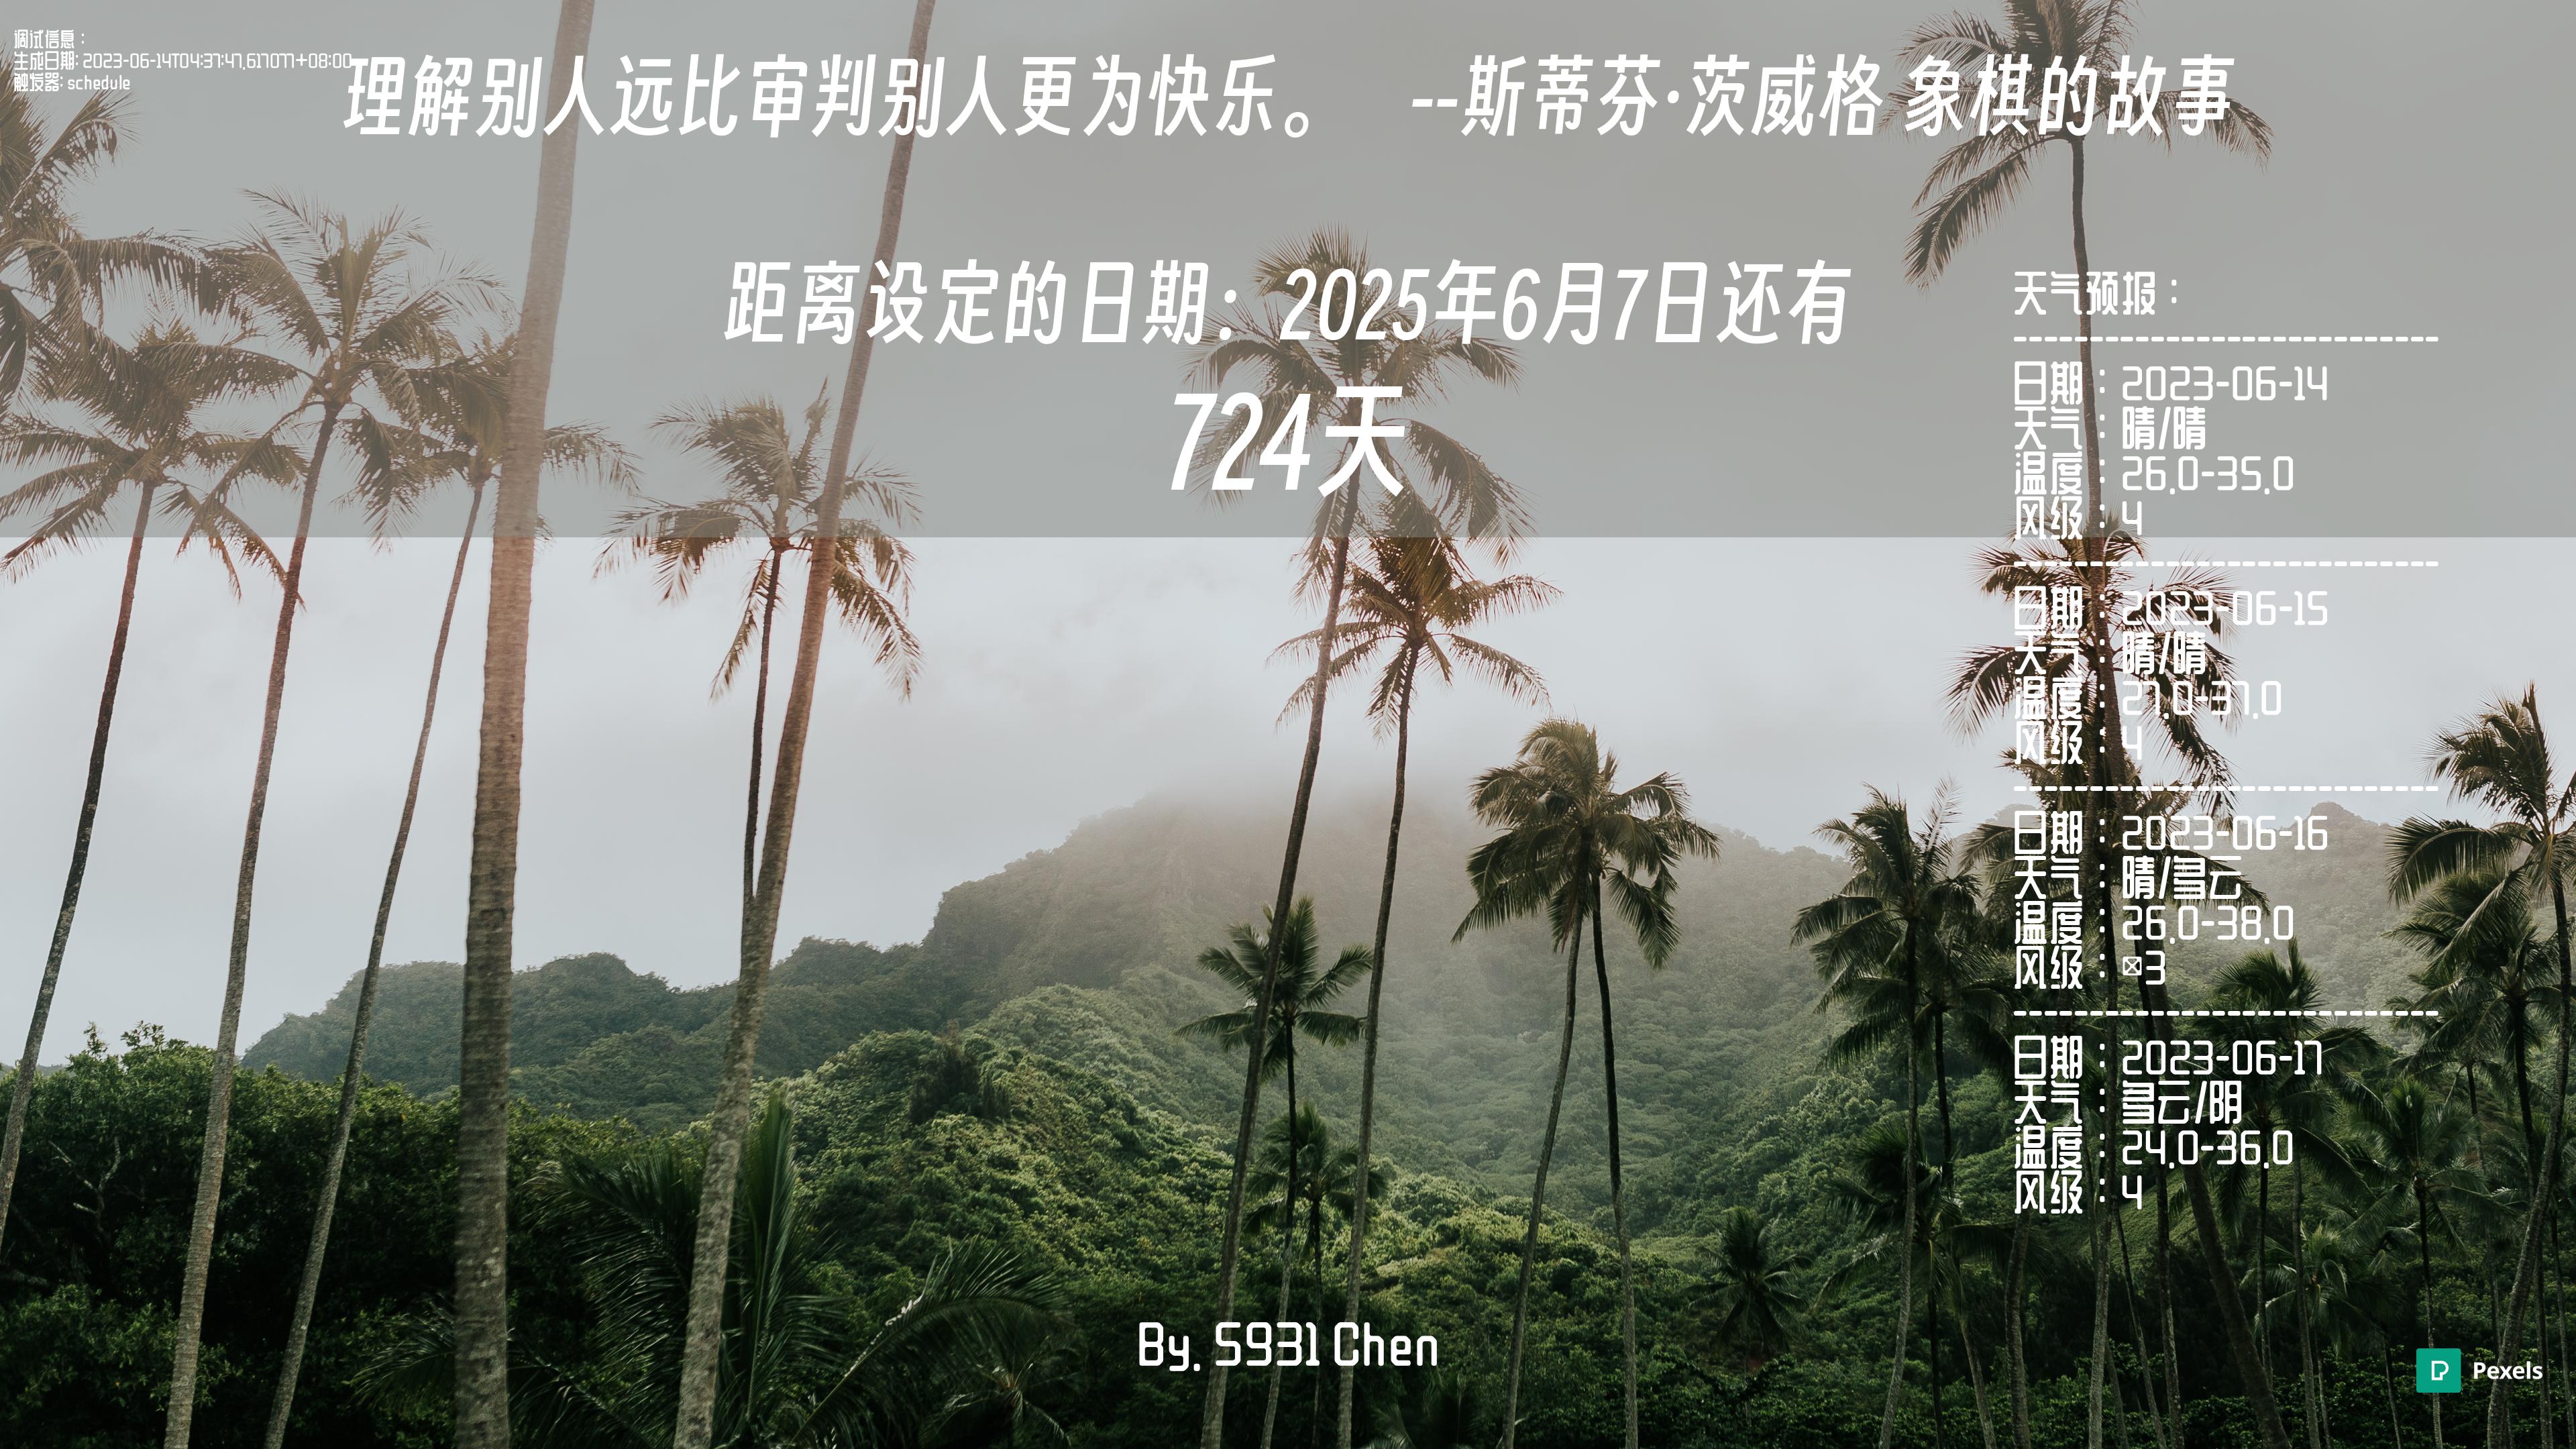 调试信息：
生成日期：2023-06-14T04:37:47.617077+08:00
触发器：schedule
理解别人远比审判别人更为快乐。 --斯蒂芬·茨威格 象棋的故事
距离设定的日期：2025年6月7日还有
724天
天气预报：
------------------------------
日期：2023-06-14
天气：晴/晴
温度：26.0-35.0
风级：4
------------------------------
日期：2023-06-15
天气：晴/晴
温度：27.0-37.0
风级：4
------------------------------
日期：2023-06-16
天气：晴/多云
温度：26.0-38.0
风级：☒3
------------------------------
日期：2023-06-17
天气：多云/阴
温度：24.0-36.0
风级：4
By. S931 Chen
Pexels